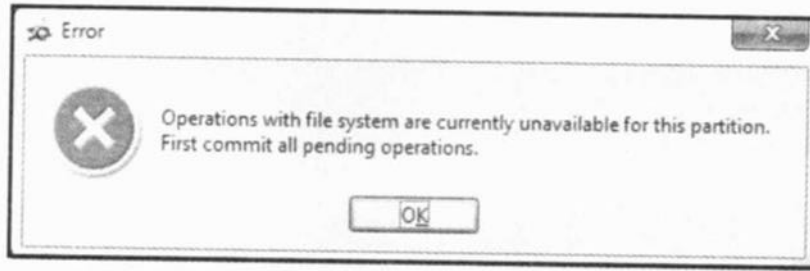 Error
Operations with file system are currently unavailable for this partition.
First commit all pending operations.
OK